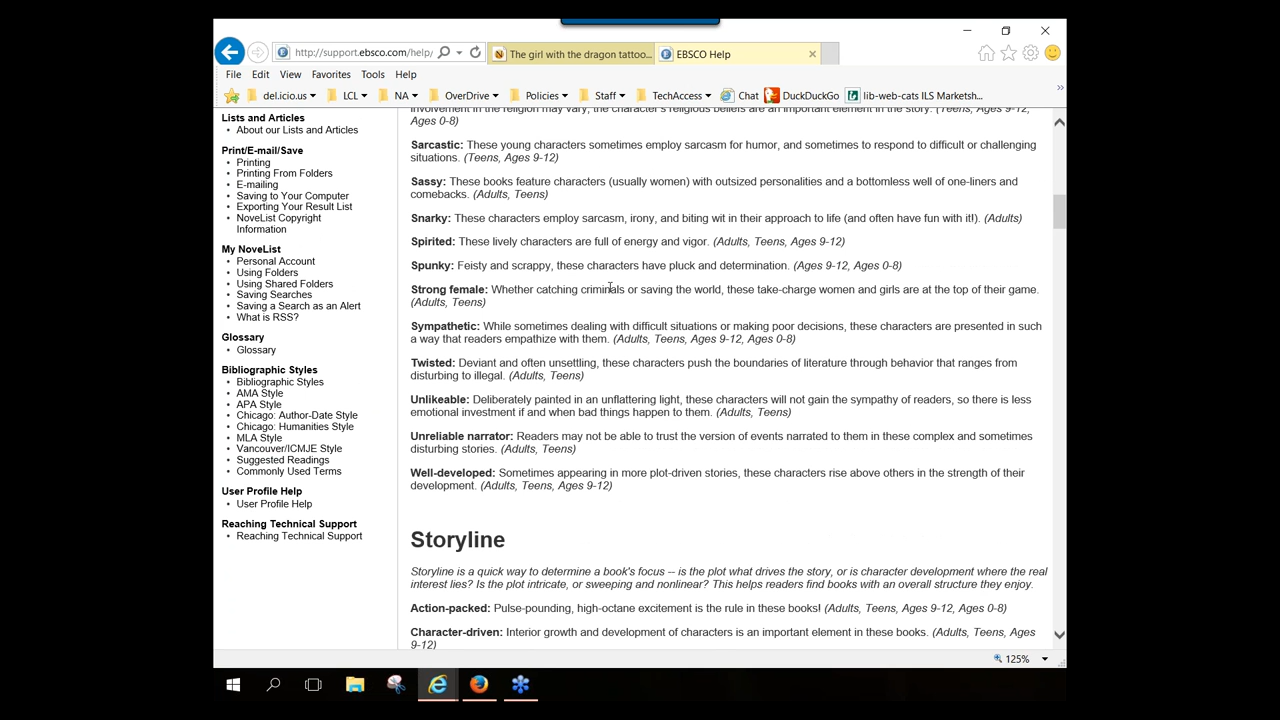 http://support.ebsco.com/help/
The girl with the dragon tattoo...
EBSCO Help
File Edit View Favorites Tools Help
del.icio.us LCL NA OverDrive Policies Staff TechAccess Chat DuckDuckGo lib-web-cats ILS Marketsh...
Lists and Articles
• About our Lists and Articles
Print/E-mail/Save
• Printing
• Printing From Folders
• E-mailing
• Saving to Your Computer
• Exporting Your Result List
• NoveList Copyright
Information
My NoveList
• Personal Account
• Using Folders
• Using Shared Folders
• Saving Searches
• Saving a Search as an Alert
• What is RSS?
Glossary
• Glossary
Bibliographic Styles
• Bibliographic Styles
• AMA Style
• APA Style
• Chicago: Author-Date Style
• Chicago: Humanities Style
• MLA Style
• Vancouver/ICMJE Style
• Suggested Readings
• Commonly Used Terms
User Profile Help
• User Profile Help
Reaching Technical Support
• Reaching Technical Support
involvement in the religion may vary, the character's religious beliefs are an important element in the story. (Teens, Ages 9-12,
Ages 0-8)
Sarcastic: These young characters sometimes employ sarcasm for humor, and sometimes to respond to difficult or challenging
situations. (Teens, Ages 9-12)
Sassy: These books feature characters (usually women) with outsized personalities and a bottomless well of one-liners and
comebacks. (Adults, Teens)
Snarky: These characters employ sarcasm, irony, and biting wit in their approach to life (and often have fun with it!). (Adults)
Spirited: These lively characters are full of energy and vigor. (Adults, Teens, Ages 9-12)
Spunky: Feisty and scrappy, these characters have pluck and determination. (Ages 9-12, Ages 0-8)
Strong female: Whether catching criminals or saving the world, these take-charge women and girls are at the top of their game.
(Adults, Teens)
Sympathetic: While sometimes dealing with difficult situations or making poor decisions, these characters are presented in such
a way that readers empathize with them. (Adults, Teens, Ages 9-12, Ages 0-8)
Twisted: Deviant and often unsettling, these characters push the boundaries of literature through behavior that ranges from
disturbing to illegal. (Adults, Teens)
Unlikeable: Deliberately painted in an unflattering light, these characters will not gain the sympathy of readers, so there is less
emotional investment if and when bad things happen to them. (Adults, Teens)
Unreliable narrator: Readers may not be able to trust the version of events narrated to them in these complex and sometimes
disturbing stories. (Adults, Teens)
Well-developed: Sometimes appearing in more plot-driven stories, these characters rise above others in the strength of their
development. (Adults, Teens, Ages 9-12)
Storyline
Storyline is a quick way to determine a book's focus -- is the plot what drives the story, or is character development where the real
interest lies? Is the plot intricate, or sweeping and nonlinear? This helps readers find books with an overall structure they enjoy.
Action-packed: Pulse-pounding, high-octane excitement is the rule in these books! (Adults, Teens, Ages 9-12, Ages 0-8)
Character-driven: Interior growth and development of characters is an important element in these books. (Adults, Teens, Ages
9-12)
125%